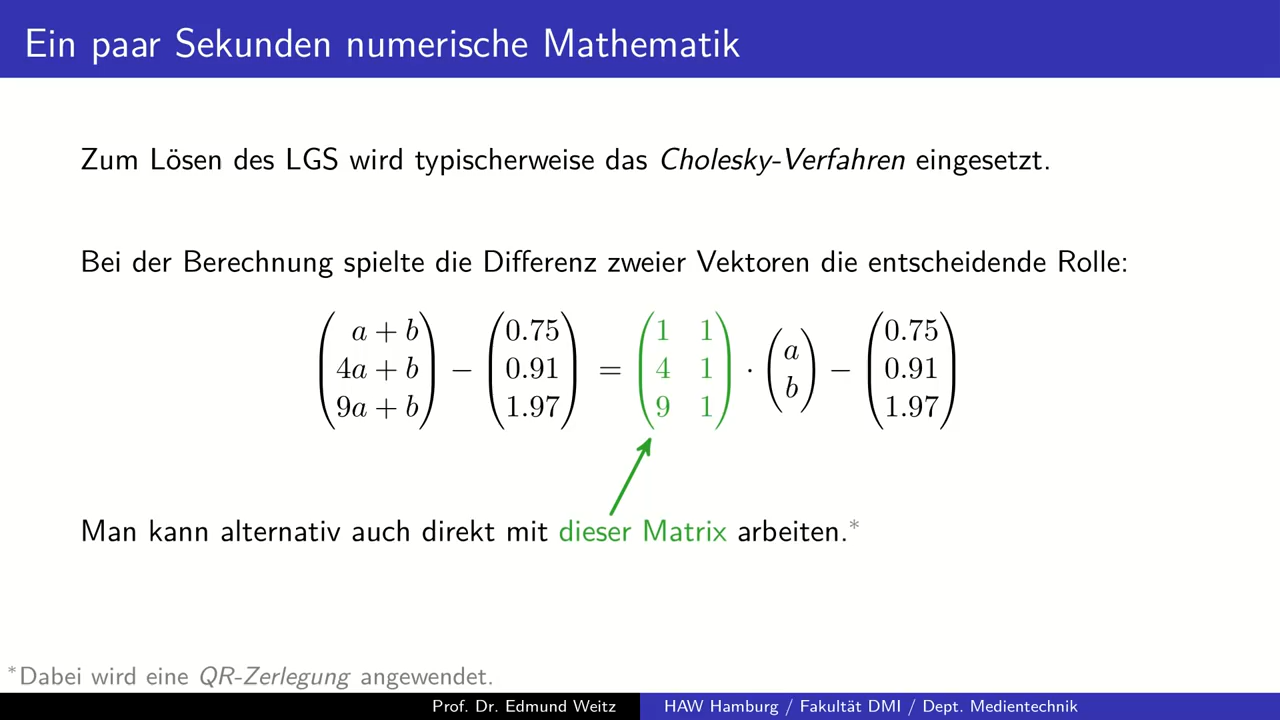 Ein paar Sekunden numerische Mathematik
Zum Lösen des LGS wird typischerweise das Cholesky-Verfahren eingesetzt.
Bei der Berechnung spielte die Differenz zweier Vektoren die entscheidende Rolle:
a + b 0.75 1 1 0.75
4a + b − 0.91 = 4 1 · a b − 0.91
9a + b 1.97 9 1 1.97
Man kann alternativ auch direkt mit dieser Matrix arbeiten.*
*Dabei wird eine QR-Zerlegung angewendet.
Prof. Dr. Edmund Weitz HAW Hamburg / Fakultät DMI / Dept. Medientechnik